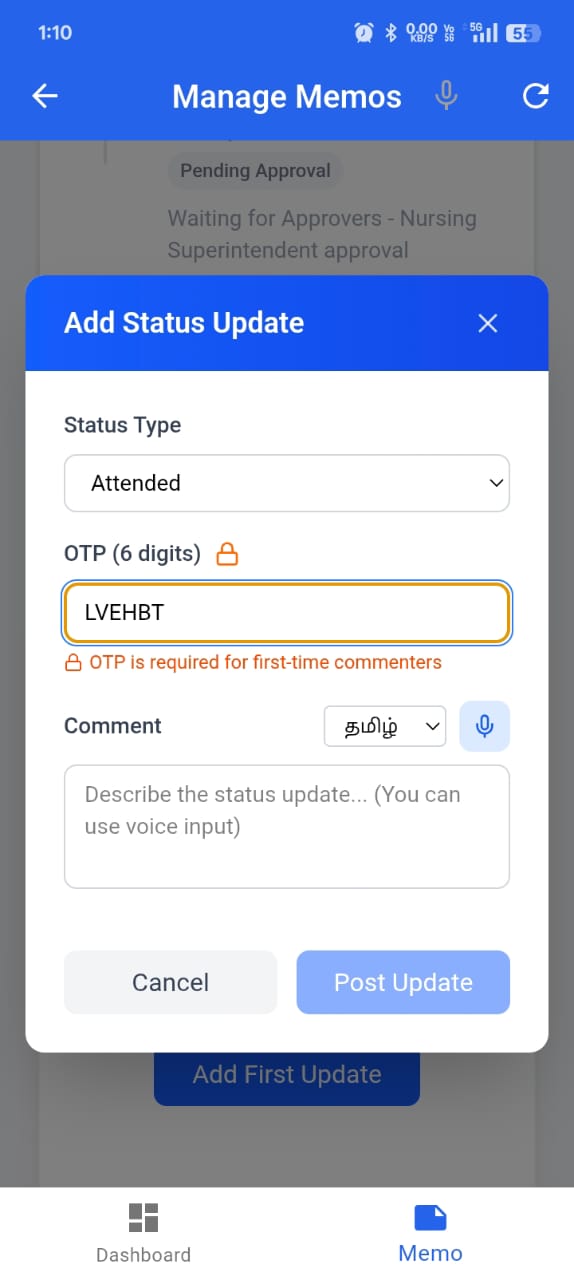 1:10
0.00 KB/S
Vo 5G
5G
55
Manage Memos
Pending Approval
Waiting for Approvers - Nursing
Superintendent approval
Add Status Update
Status Type
Attended
OTP (6 digits)
LVEHBT
OTP is required for first-time commenters
Comment
தமிழ்
Describe the status update... (You can
use voice input)
Cancel
Post Update
Add First Update
Dashboard
Memo